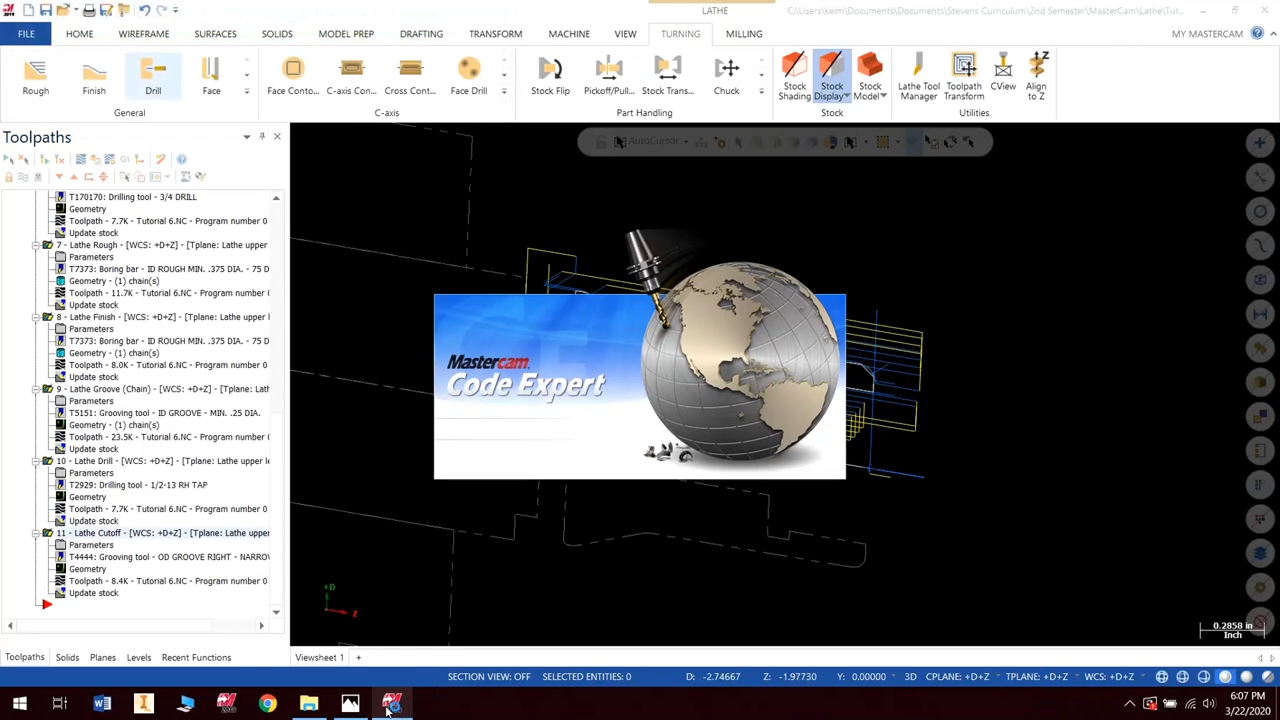 LATHE
C:\Users\keim\Documents\Documents\Stevens Curriculum\2nd Semester\MasterCam\Lathe\Tut...
FILE HOME WIREFRAME SURFACES SOLIDS MODEL PREP DRAFTING TRANSFORM MACHINE VIEW TURNING MILLING MY MASTERCAM
Rough Finish Drill Face Face Conto... C-axis Con... Cross Cont... Face Drill Stock Flip Pickoff/Pull... Stock Trans... Chuck Stock Shading Stock Display Stock Model Lathe Tool Manager Toolpath Transform CView Align to Z
General C-axis Part Handling Stock Utilities
Toolpaths
AutoCursor
G1
T170170: Drilling tool - 3/4 DRILL
Geometry
Toolpath - 7.7K - Tutorial 6.NC - Program number 0
Update stock
7 - Lathe Rough - [WCS: +D+Z] - [Tplane: Lathe upper
Parameters
T7373: Boring bar - ID ROUGH MIN. .375 DIA. - 75 D
Geometry - (1) chain(s)
Toolpath - 11.7K - Tutorial 6.NC - Program number 0
Update stock
8 - Lathe Finish - [WCS: +D+Z] - [Tplane: Lathe upper
Parameters
T7373: Boring bar - ID ROUGH MIN. .375 DIA. - 75 D
Geometry - (1) chain(s)
Toolpath - 8.0K - Tutorial 6.NC - Program number 0
Update stock
9 - Lathe Groove (Chain) - [WCS: +D+Z] - [Tplane: Lath
Parameters
T5151: Grooving tool - ID GROOVE - MIN. .25 DIA.
Geometry - (1) chain(s)
Toolpath - 23.5K - Tutorial 6.NC - Program number 0
Update stock
10 - Lathe Drill - [WCS: +D+Z] - [Tplane: Lathe upper le
Parameters
T2929: Drilling tool - 1/2-13 RH TAP
Geometry
Toolpath - 7.7K - Tutorial 6.NC - Program number 0
Update stock
11 - Lathe Cutoff - [WCS: +D+Z] - [Tplane: Lathe upper
Parameters
T4444: Grooving tool - OD GROOVE RIGHT - NARROV
Geometry
Toolpath - 8.4K - Tutorial 6.NC - Program number 0
Update stock
Mastercam.
Code Expert
+D
Z
0.2858 in
Inch
Toolpaths Solids Planes Levels Recent Functions
Viewsheet 1 +
SECTION VIEW: OFF SELECTED ENTITIES: 0 D: -2.74667 Z: -1.97730 Y: 0.00000 3D CPLANE: +D+Z TPLANE: +D+Z WCS: +D+Z
6:07 PM
3/22/2020